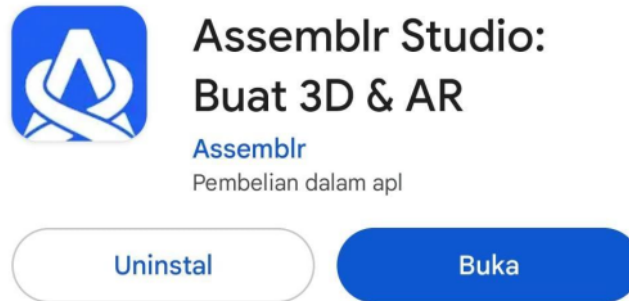 Assemblr Studio:
Buat 3D & AR
Assemblr
Pembelian dalam apl
Uninstal
Buka